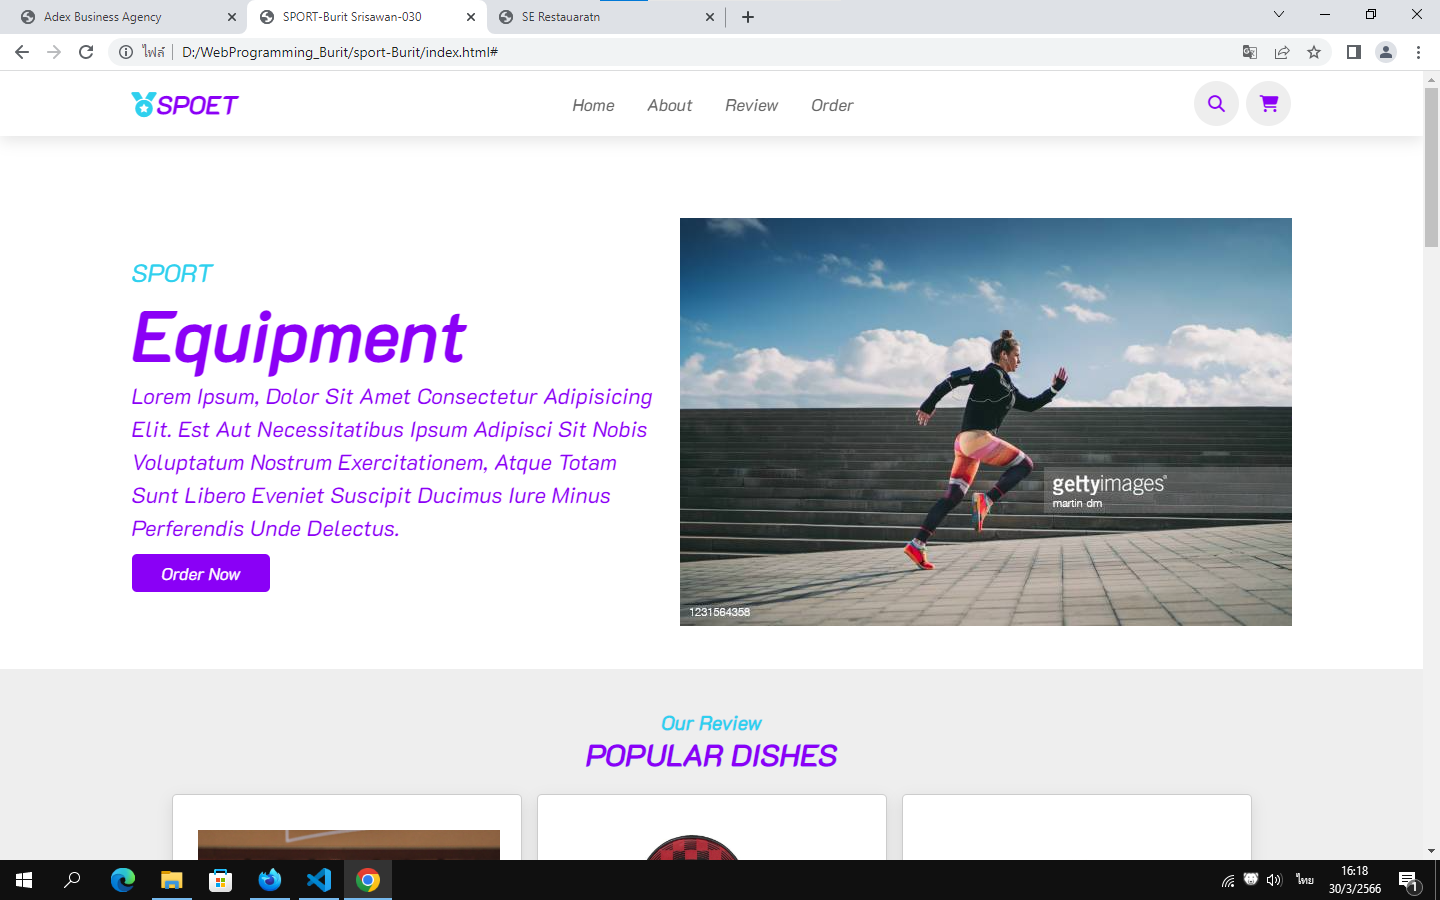 Adex Business Agency
SPORT-Burit Srisawan-030
SE Restauaratn
ไฟล์
D:/WebProgramming_Burit/sport-Burit/index.html#
SPOET
Home
About
Review
Order
SPORT
Equipment
Lorem Ipsum, Dolor Sit Amet Consectetur Adipisicing
Elit. Est Aut Necessitatibus Ipsum Adipisci Sit Nobis
Voluptatum Nostrum Exercitationem, Atque Totam
Sunt Libero Eveniet Suscipit Ducimus Iure Minus
Perferendis Unde Delectus.
Order Now
gettyimages®
martin dm
1231564358
Our Review
POPULAR DISHES
ไทย
16:18
30/3/2566
1